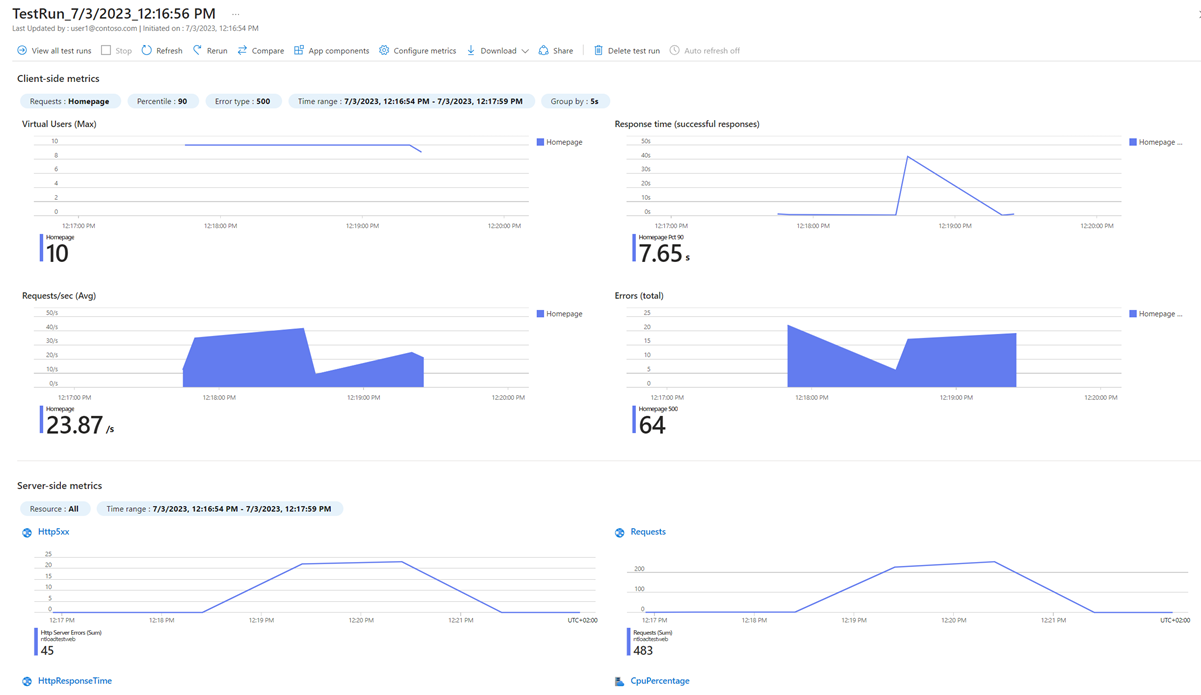 TestRun_7/3/2023_12:16:56 PM ...
Last Updated by : user1@contoso.com | Initiated on : 7/3/2023, 12:16:54 PM
View all test runs Stop Refresh Rerun Compare App components Configure metrics Download Share Delete test run Auto refresh off
Client-side metrics
Requests : Homepage Percentile : 90 Error type : 500 Time range : 7/3/2023, 12:16:54 PM - 7/3/2023, 12:17:59 PM Group by : 5s
Virtual Users (Max)
10
8
6
4
2
0
12:17:00 PM 12:18:00 PM 12:19:00 PM 12:20:00 PM
Homepage
Homepage
10
Response time (successful responses)
50s
40s
30s
20s
10s
0s
12:17:00 PM 12:18:00 PM 12:19:00 PM 12:20:00 PM
Homepage ...
Homepage Pct 90
7.65 s
Requests/sec (Avg)
50/s
40/s
30/s
20/s
10/s
0/s
12:17:00 PM 12:18:00 PM 12:19:00 PM 12:20:00 PM
Homepage
Homepage
23.87 /s
Errors (total)
25
20
15
10
5
0
12:17:00 PM 12:18:00 PM 12:19:00 PM 12:20:00 PM
Homepage ...
Homepage 500
64
Server-side metrics
Resource : All Time range : 7/3/2023, 12:16:54 PM - 7/3/2023, 12:17:59 PM
Http5xx
25
20
15
10
5
0
12:17 PM 12:18 PM 12:19 PM 12:20 PM 12:21 PM UTC+02:00
Http Server Errors (Sum)
ntloadtestweb
45
Requests
200
100
0
12:17 PM 12:18 PM 12:19 PM 12:20 PM 12:21 PM UTC+02:00
Requests (Sum)
ntloadtestweb
483
HttpResponseTime
CpuPercentage